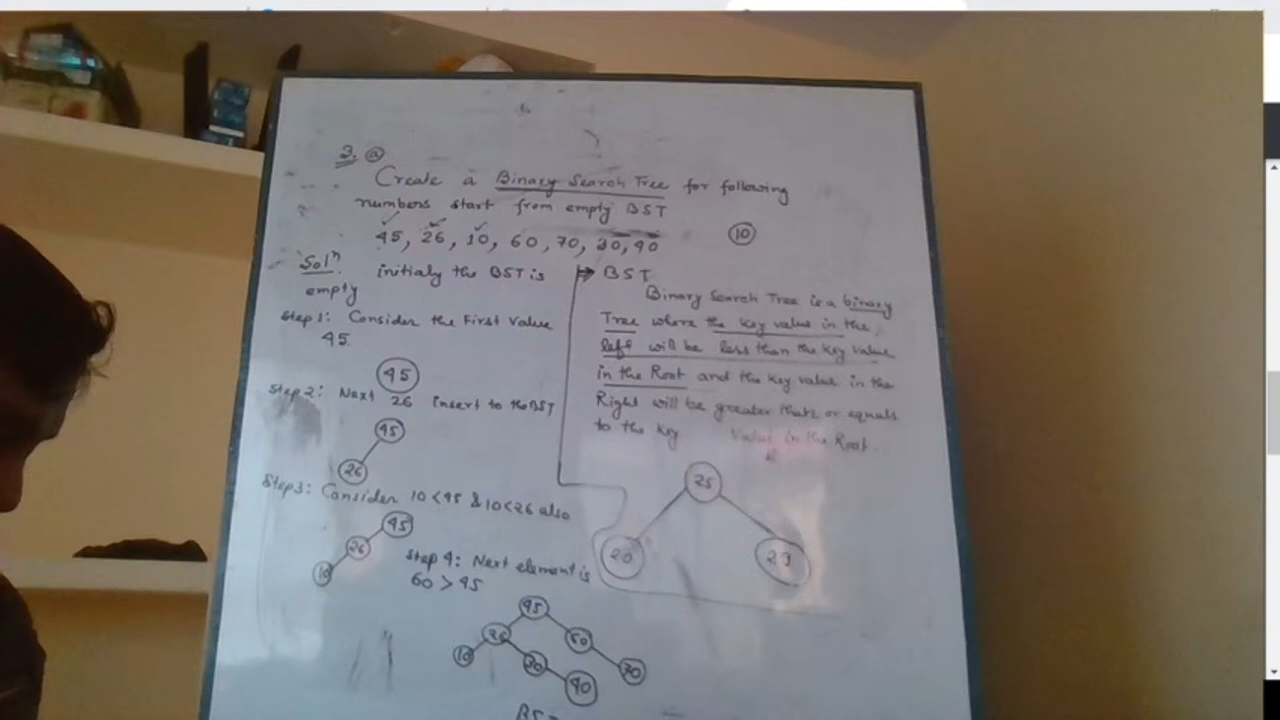 3. a
Create a Binary Search Tree for following
numbers start from empty BST
45, 26, 10, 60, 70, 30, 40
10
Solⁿ initialy the BST is
empty
Step 1: Consider the First Value
45.
45
Step 2: Next 26 insert to the BST
45
26
Step3: Consider 10 < 45 & 10 < 26 also
45
26
10
Step 4: Next element is
60 > 45
45
26
60
10
30
70
40
BST
BST
Binary Search Tree is a binary
Tree where the key value in the
left will be less than the key value
in the Root and the key value in the
Right will be greater than or equals
to the key Value in the Root.
25
20
27